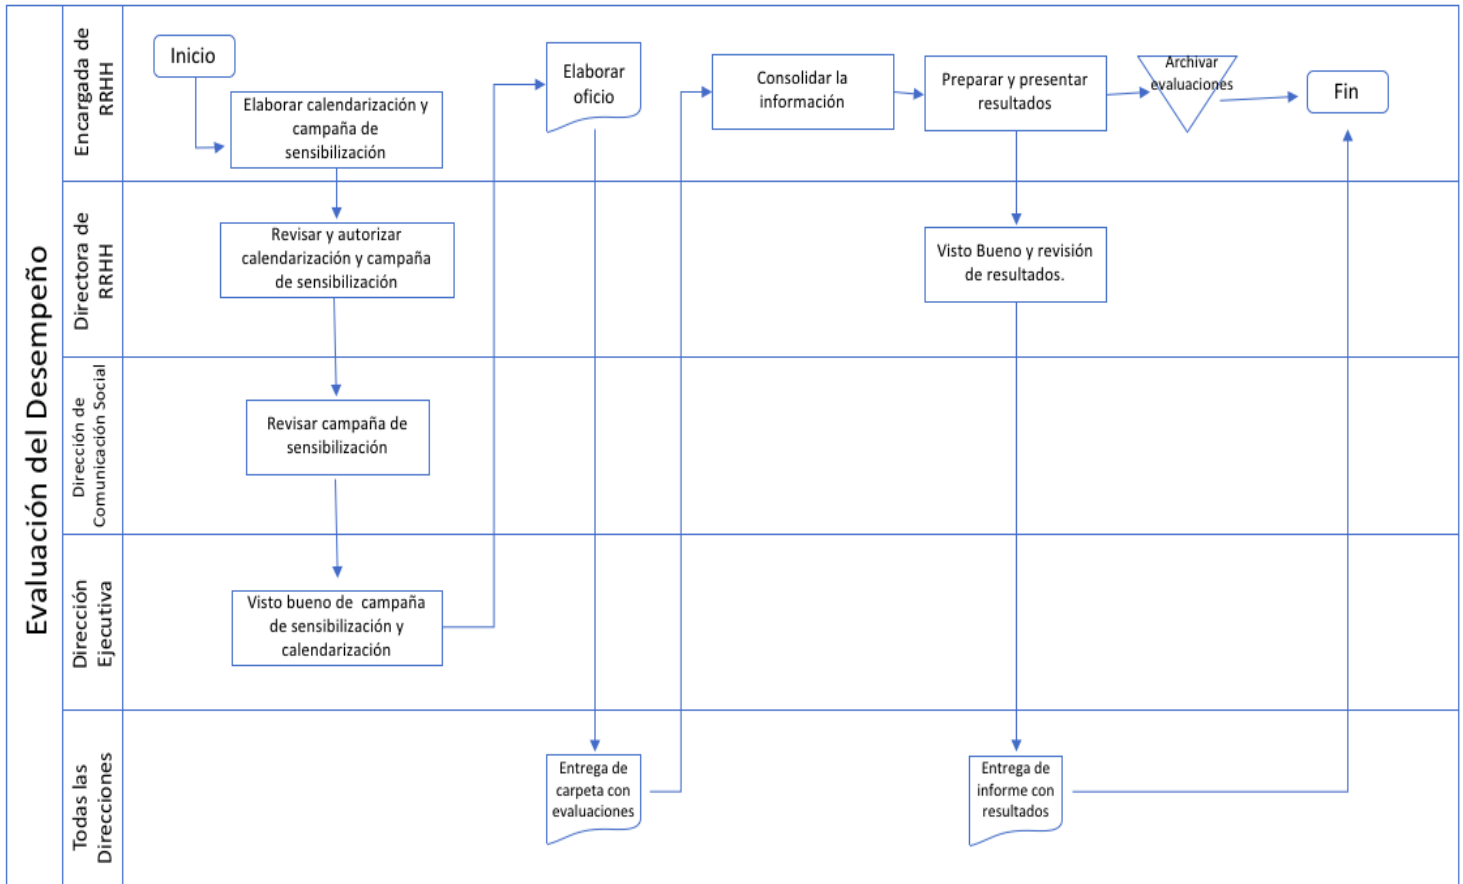 Evaluación del Desempeño
Encargada de
RRHH
Inicio
Elaborar calendarización y
campaña de
sensibilización
Elaborar
oficio
Consolidar la
información
Preparar y presentar
resultados
Archivar
evaluaciones
Fin
Directora de
RRHH
Revisar y autorizar
calendarización y campaña
de sensibilización
Visto Bueno y revisión
de resultados.
Dirección de
Comunicación Social
Revisar campaña de
sensibilización
Dirección
Ejecutiva
Visto bueno de campaña
de sensibilización y
calendarización
Todas las
Direcciones
Entrega de
carpeta con
evaluaciones
Entrega de
informe con
resultados